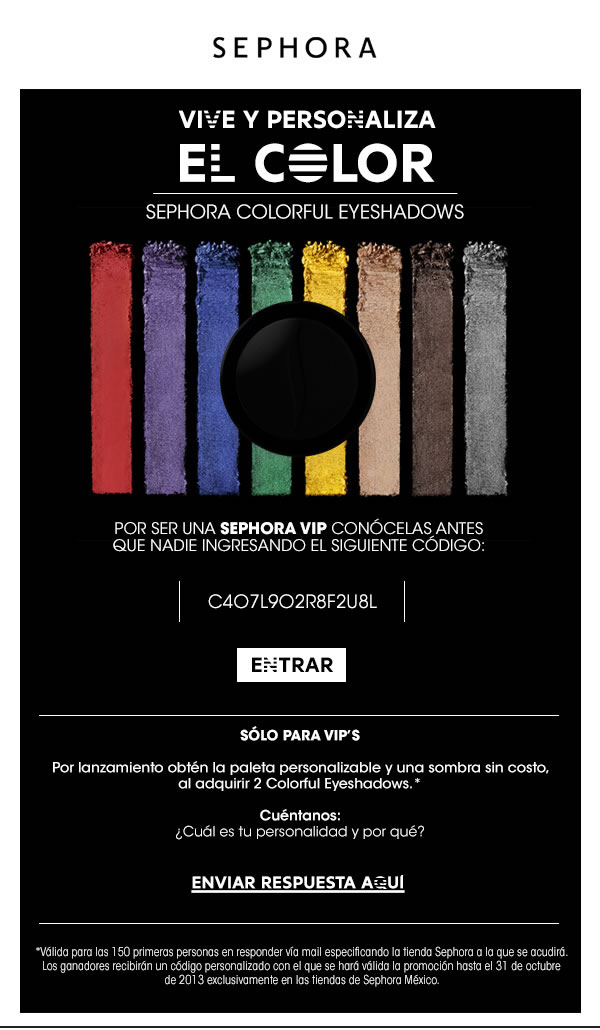 SEPHORA
VIVE Y PERSONALIZA
EL COLOR
SEPHORA COLORFUL EYESHADOWS
POR SER UNA SEPHORA VIP CONÓCELAS ANTES
QUE NADIE INGRESANDO EL SIGUIENTE CÓDIGO:
C4O7L9O2R8F2U8L
ENTRAR
SÓLO PARA VIP'S
Por lanzamiento obtén la paleta personalizable y una sombra sin costo,
al adquirir 2 Colorful Eyeshadows.*
Cuéntanos:
¿Cuál es tu personalidad y por qué?
ENVIAR RESPUESTA AQUÍ
*Válida para las 150 primeras personas en responder vía mail especificando la tienda Sephora a la que se acudirá.
Los ganadores recibirán un código personalizado con el que se hará válida la promoción hasta el 31 de octubre
de 2013 exclusivamente en las tiendas de Sephora México.